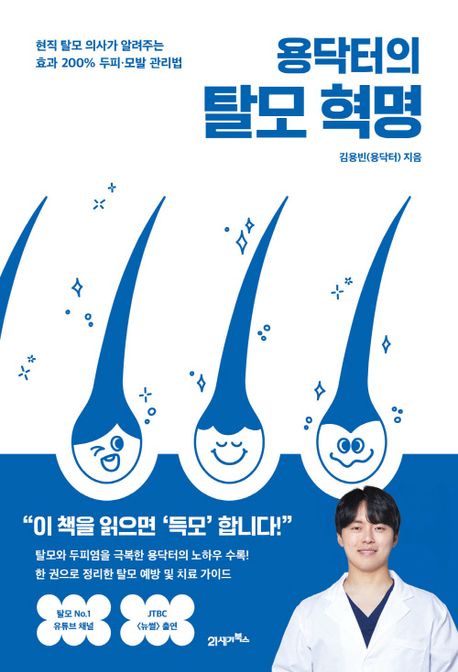 현직 탈모 의사가 알려주는
효과 200% 두피·모발 관리법
용닥터의
탈모 혁명
김용빈(용닥터) 지음
“이 책을 읽으면 ‘득모’ 합니다!”
탈모와 두피염을 극복한 용닥터의 노하우 수록!
한 권으로 정리한 탈모 예방 및 치료 가이드
탈모 No.1
유튜브 채널
JTBC
〈뉴썰〉 출연
21세기북스